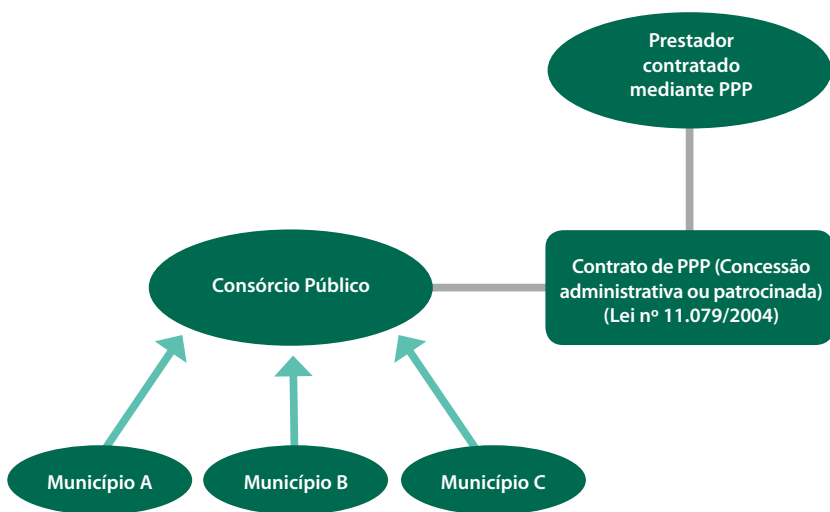 Prestador
contratado
mediante PPP
Consórcio Público
Contrato de PPP (Concessão
administrativa ou patrocinada)
(Lei nº 11.079/2004)
Município A
Município B
Município C